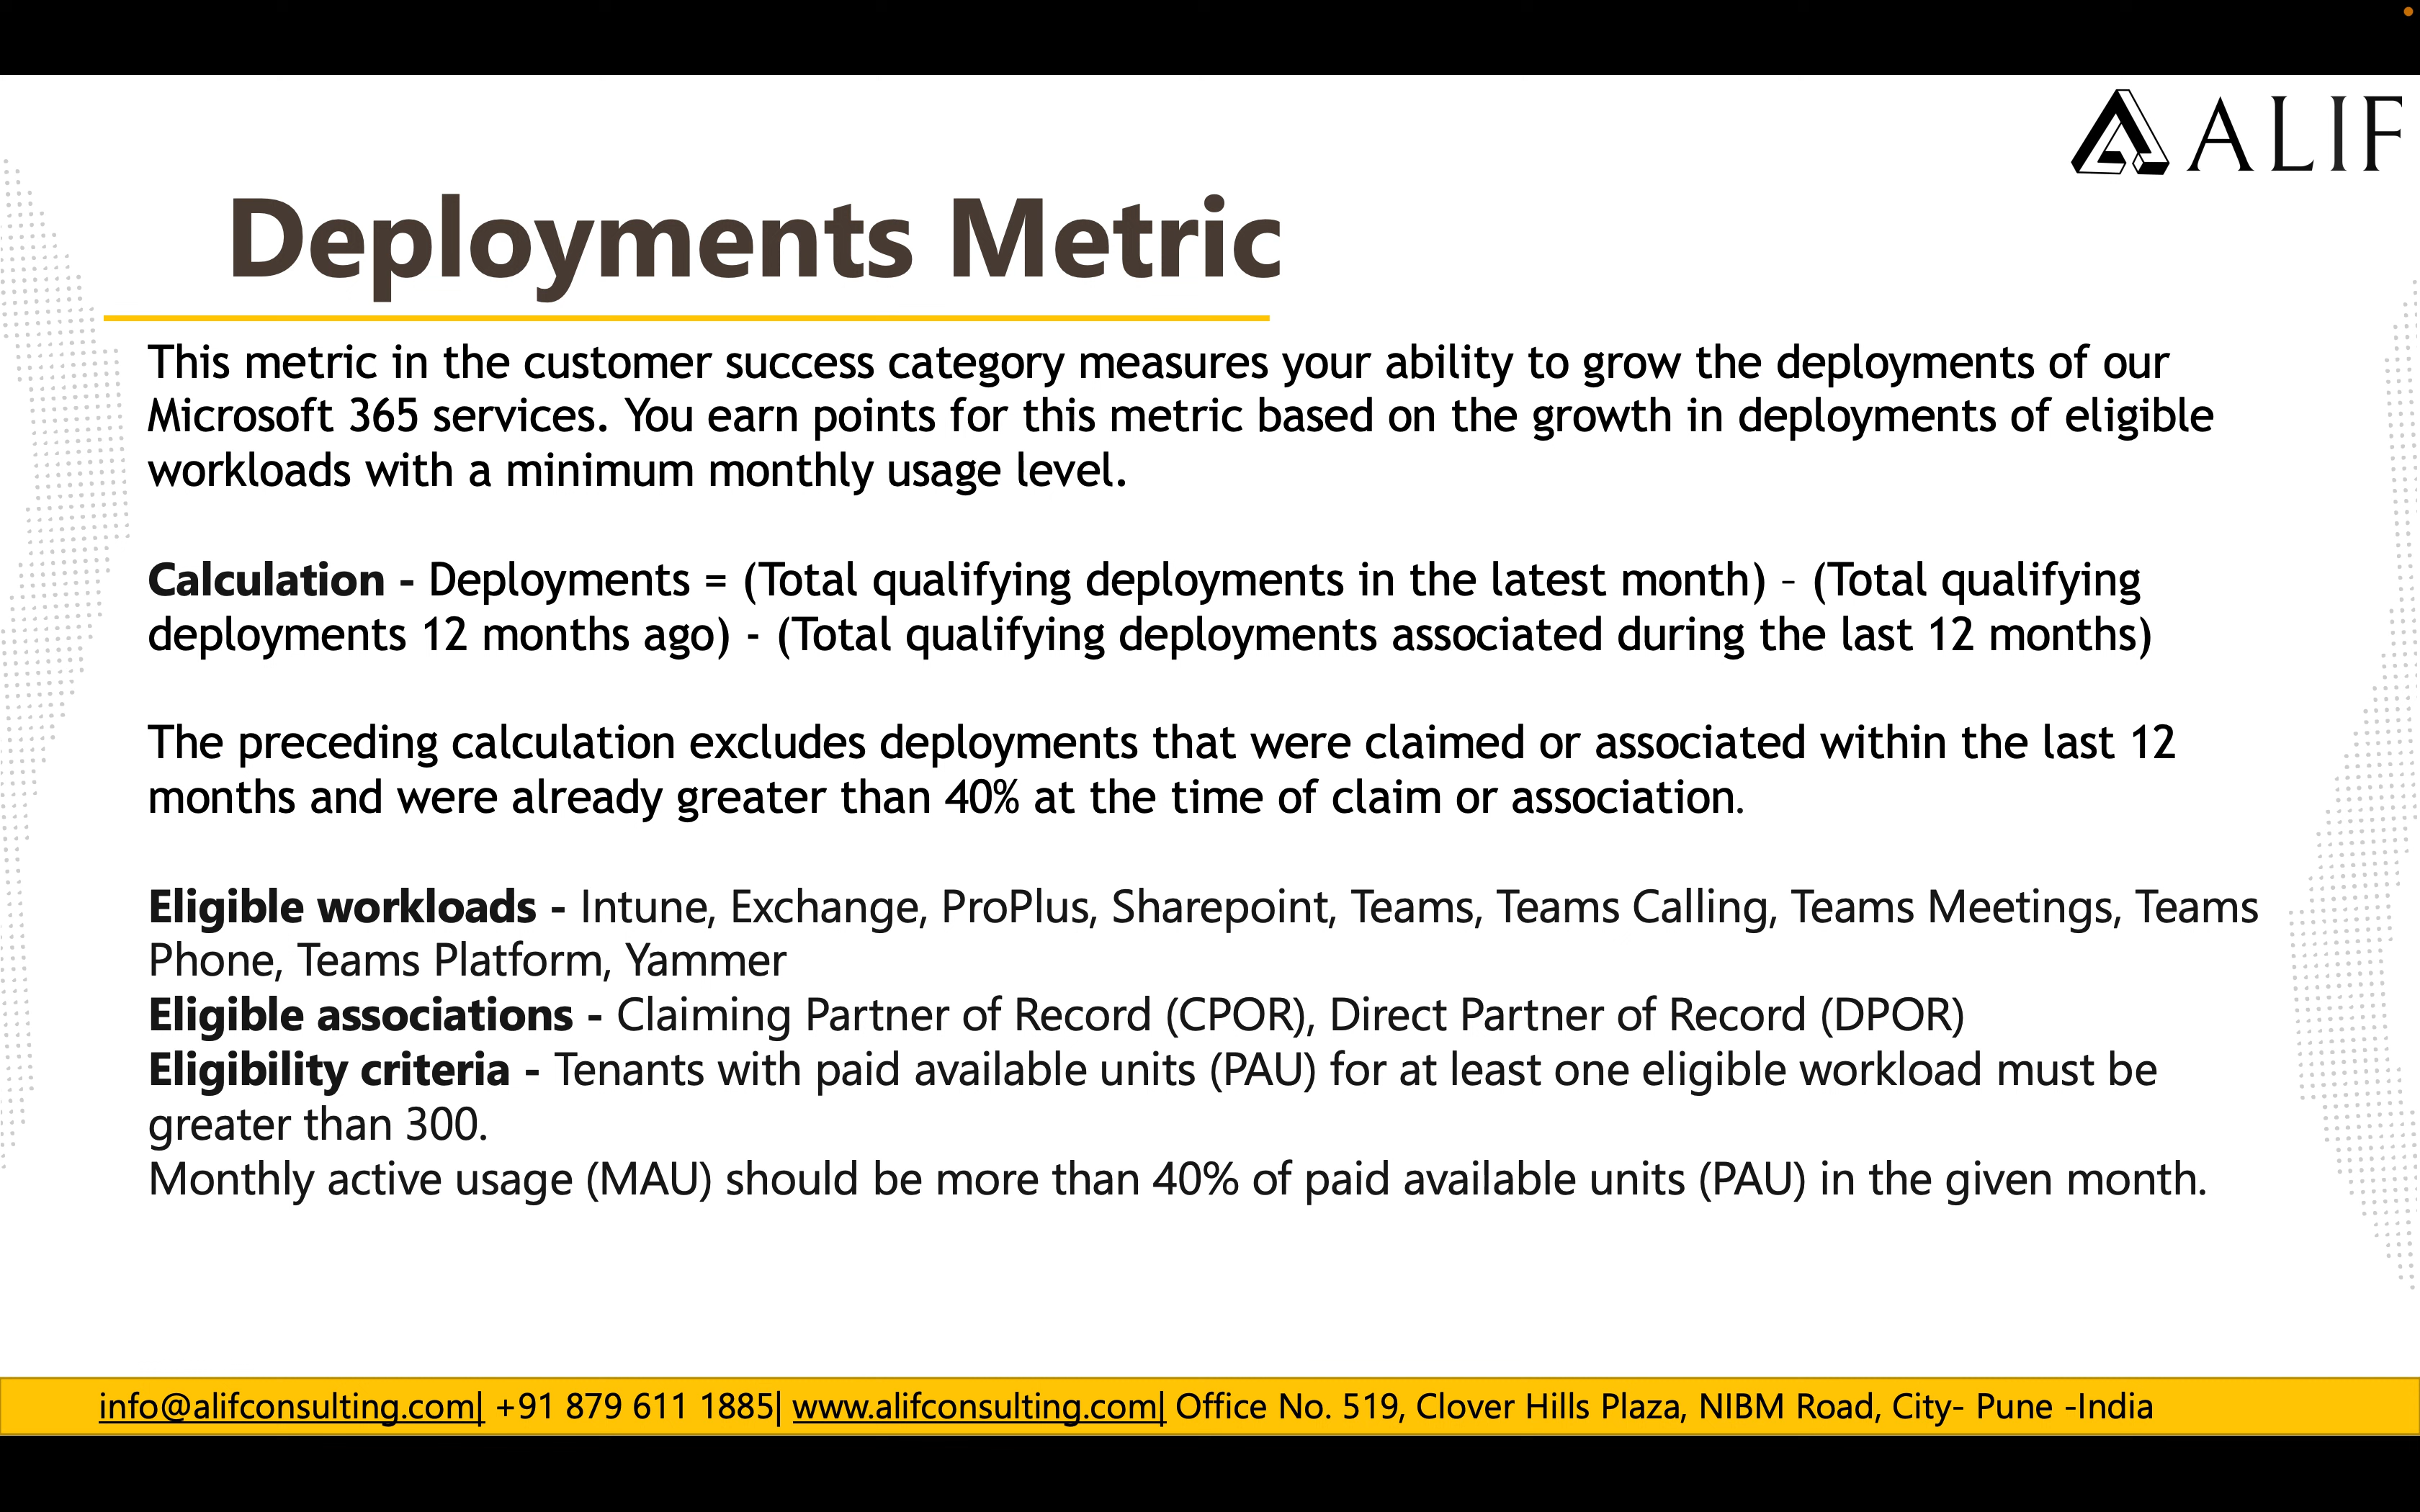 ALIF
Deployments Metric
This metric in the customer success category measures your ability to grow the deployments of our
Microsoft 365 services. You earn points for this metric based on the growth in deployments of eligible
workloads with a minimum monthly usage level.
Calculation - Deployments = (Total qualifying deployments in the latest month) – (Total qualifying
deployments 12 months ago) - (Total qualifying deployments associated during the last 12 months)
The preceding calculation excludes deployments that were claimed or associated within the last 12
months and were already greater than 40% at the time of claim or association.
Eligible workloads - Intune, Exchange, ProPlus, Sharepoint, Teams, Teams Calling, Teams Meetings, Teams
Phone, Teams Platform, Yammer
Eligible associations - Claiming Partner of Record (CPOR), Direct Partner of Record (DPOR)
Eligibility criteria - Tenants with paid available units (PAU) for at least one eligible workload must be
greater than 300.
Monthly active usage (MAU) should be more than 40% of paid available units (PAU) in the given month.
info@alifconsulting.com| +91 879 611 1885| www.alifconsulting.com| Office No. 519, Clover Hills Plaza, NIBM Road, City- Pune -India